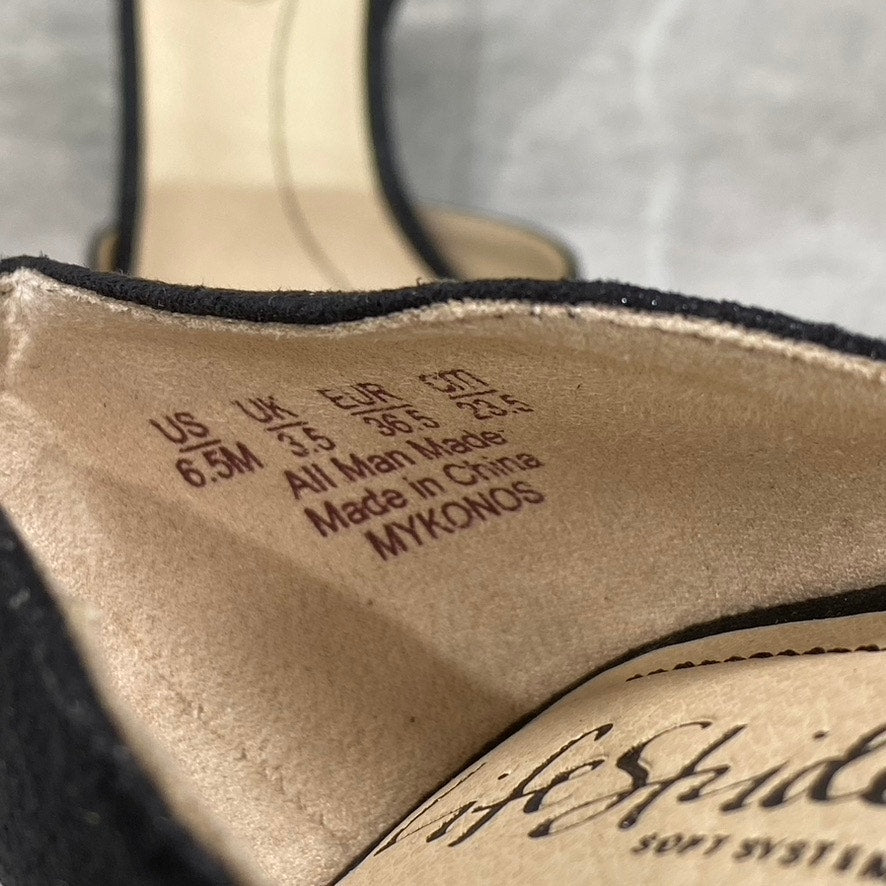 US UK EUR cm
6.5M 3.5 36.5 23.5
All Man Made
Made in China
MYKONOS
LifeStride
SOFT SYSTEM